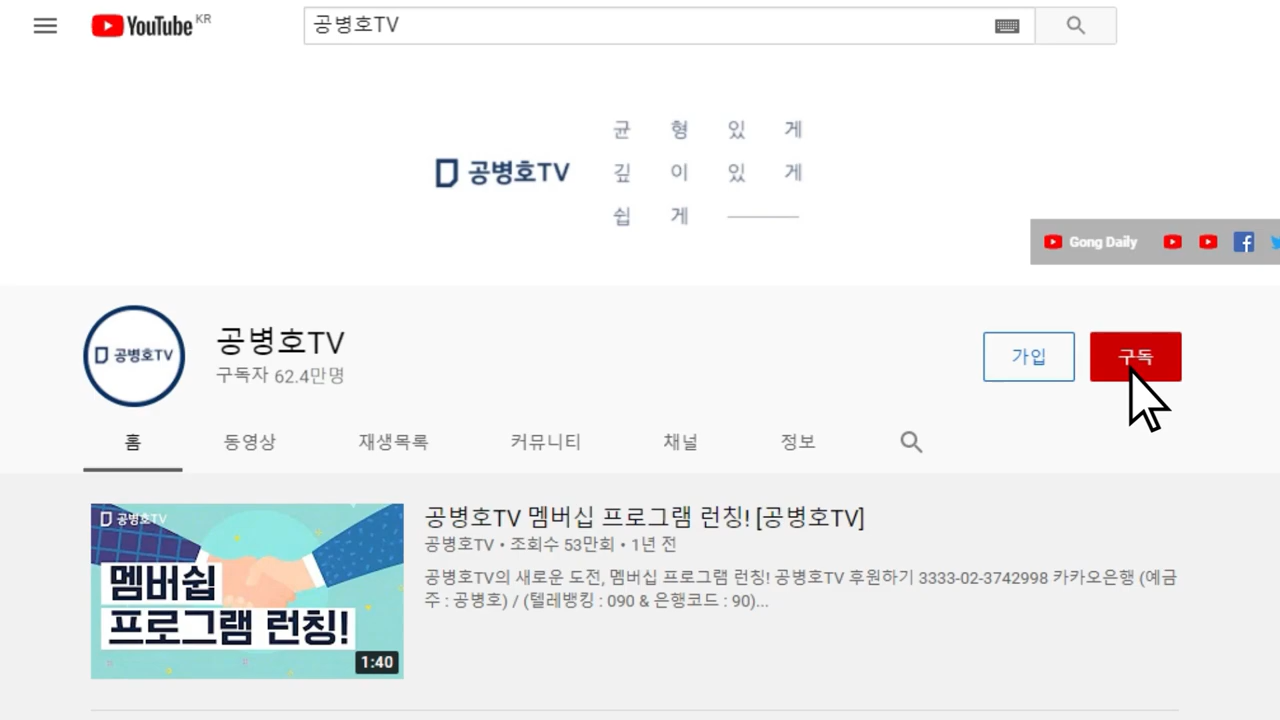 YouTube KR
공병호TV
균 형 있 게
공병호TV
깊 이 있 게
쉽 게
Gong Daily
공병호TV
공병호TV
구독자 62.4만명
가입
구독
홈
동영상
재생목록
커뮤니티
채널
정보
공병호TV
멤버쉽
프로그램 런칭!
1:40
공병호TV 멤버십 프로그램 런칭! [공병호TV]
공병호TV • 조회수 53만회 • 1년 전
공병호TV의 새로운 도전, 멤버십 프로그램 런칭! 공병호TV 후원하기 3333-02-3742998 카카오은행 (예금
주 : 공병호) / (텔레뱅킹 : 090 & 은행코드 : 90)...